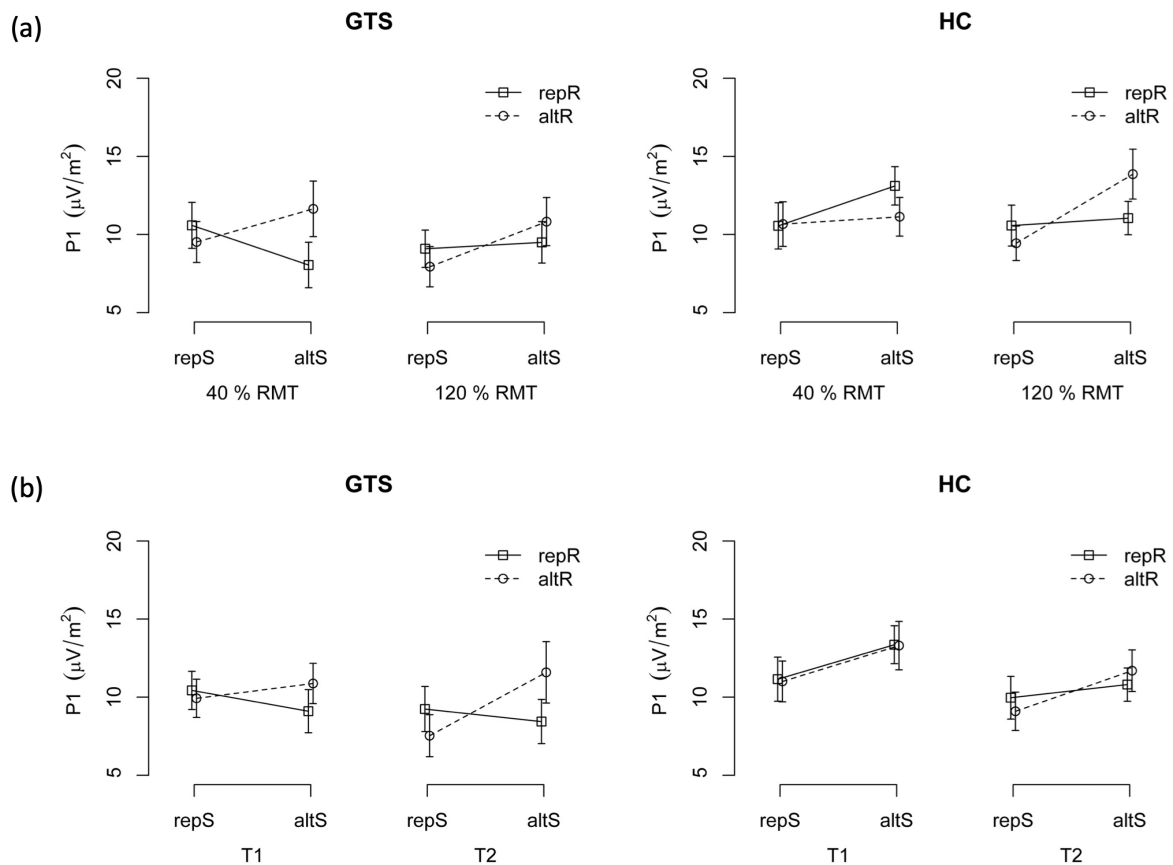 (a)
GTS
HC
P1 (μV/m²)
20
15
10
5
repR
altR
repS altS repS altS
40 % RMT 120 % RMT
P1 (μV/m²)
20
15
10
5
repR
altR
repS altS repS altS
40 % RMT 120 % RMT
(b)
GTS
HC
P1 (μV/m²)
20
15
10
5
repR
altR
repS altS repS altS
T1 T2
P1 (μV/m²)
20
15
10
5
repR
altR
repS altS repS altS
T1 T2